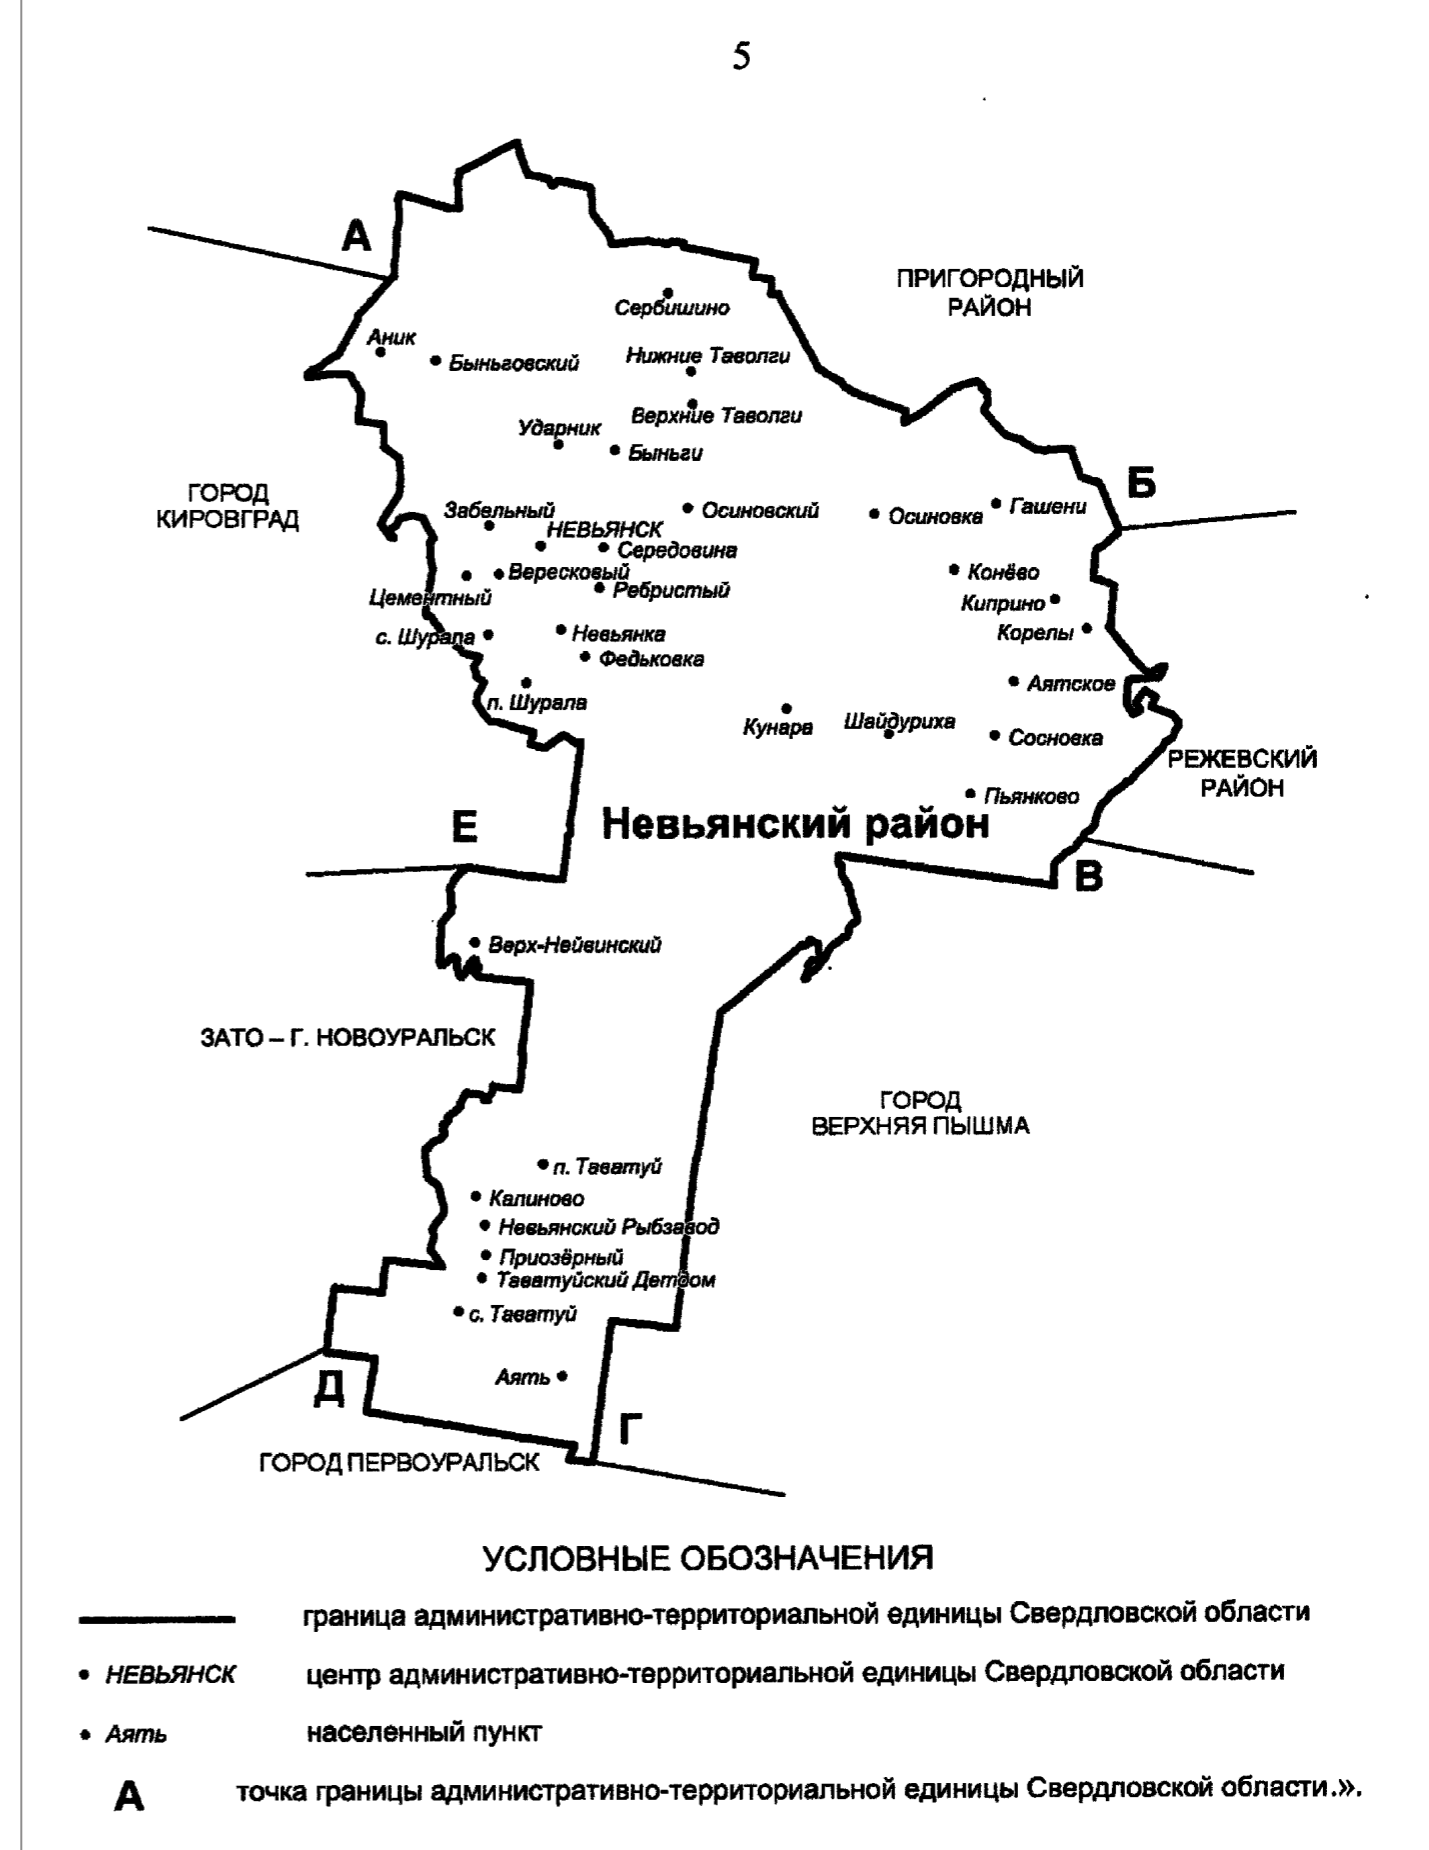 5
А
ПРИГОРОДНЫЙ
РАЙОН
Сербишино
Аник
Быньговский
Нижние Таволги
Верхние Таволги
Ударник
Быньги
Б
ГОРОД
КИРОВГРАД
Забельный
Осиновский
Осиновка
Гашени
НЕВЬЯНСК
Середовина
Вересковый
Конёво
Цементный
Ребристый
Киприно
с. Шурала
Невьянка
Корелы
Федьковка
Аятское
п. Шурала
Кунара
Шайдуриха
Сосновка
РЕЖЕВСКИЙ
РАЙОН
Пьянково
Е
Невьянский район
В
Верх-Нейвинский
ЗАТО – Г. НОВОУРАЛЬСК
ГОРОД
ВЕРХНЯЯ ПЫШМА
п. Таватуй
Калиново
Невьянский Рыбзавод
Приозёрный
Таватуйский Детдом
с. Таватуй
Аять
Д
Г
ГОРОД ПЕРВОУРАЛЬСК
УСЛОВНЫЕ ОБОЗНАЧЕНИЯ
граница административно-территориальной единицы Свердловской области
НЕВЬЯНСК центр административно-территориальной единицы Свердловской области
Аять населенный пункт
А точка границы административно-территориальной единицы Свердловской области.».